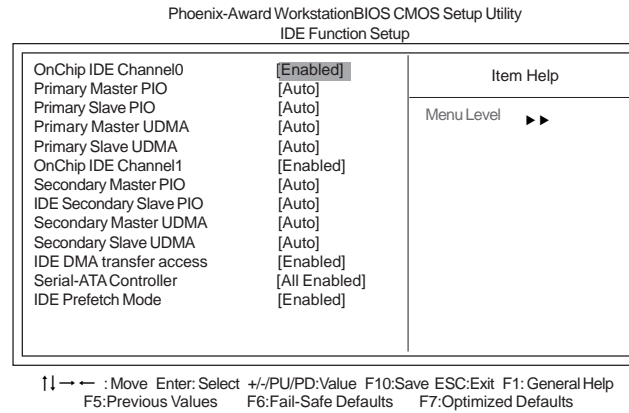 Phoenix-Award WorkstationBIOS CMOS Setup Utility
IDE Function Setup
OnChip IDE Channel0 [Enabled]
Primary Master PIO [Auto]
Primary Slave PIO [Auto]
Primary Master UDMA [Auto]
Primary Slave UDMA [Auto]
OnChip IDE Channel1 [Enabled]
Secondary Master PIO [Auto]
IDE Secondary Slave PIO [Auto]
Secondary Master UDMA [Auto]
Secondary Slave UDMA [Auto]
IDE DMA transfer access [Enabled]
Serial-ATA Controller [All Enabled]
IDE Prefetch Mode [Enabled]
Item Help
Menu Level ►►
↑↓→← : Move Enter: Select +/-/PU/PD:Value F10:Save ESC:Exit F1: General Help
F5:Previous Values F6:Fail-Safe Defaults F7:Optimized Defaults